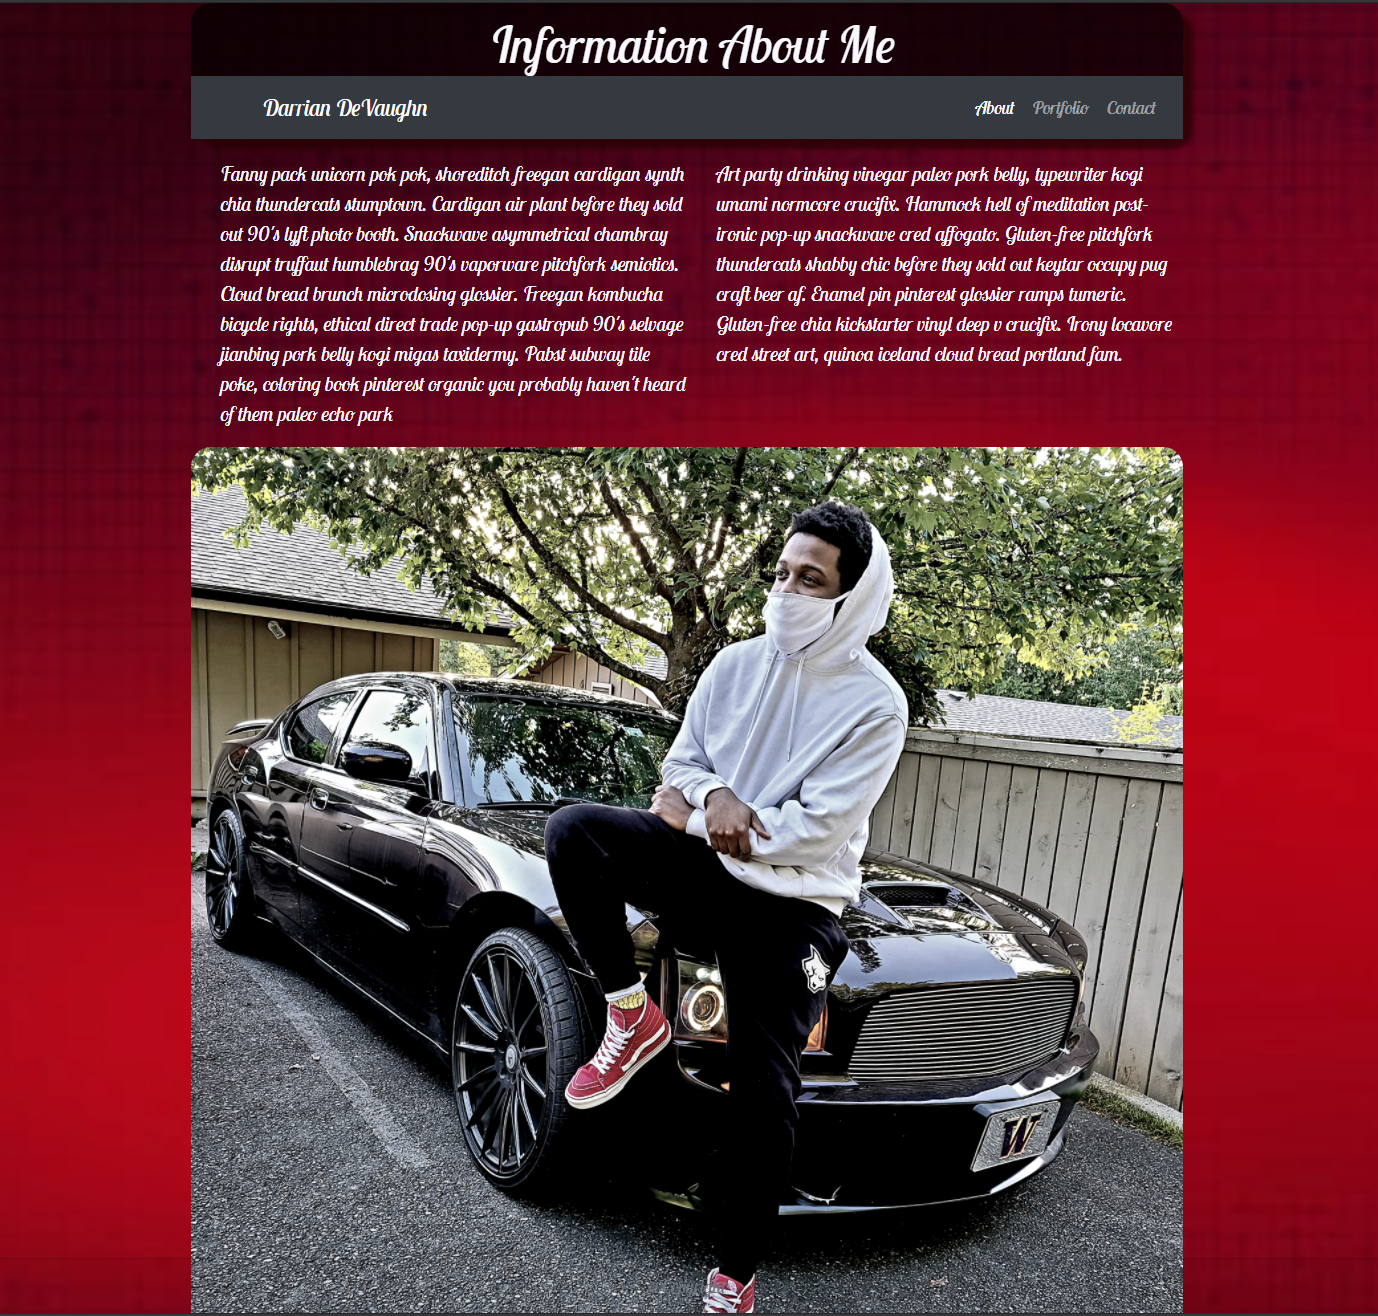 Information About Me
Darrian DeVaughn
About Portfolio Contact
Fanny pack unicorn pok pok, shoreditch freegan cardigan synth
chia thundercats stumptown. Cardigan air plant before they sold
out 90's lyft photo booth. Snackwave asymmetrical chambray
disrupt truffaut humblebrag 90's vaporware pitchfork semiotics.
Cloud bread brunch microdosing glossier. Freegan kombucha
bicycle rights, ethical direct trade pop-up gastropub 90's selvage
jianbing pork belly kogi migas taxidermy. Pabst subway tile
poke, coloring book pinterest organic you probably haven't heard
of them paleo echo park
Art party drinking vinegar paleo pork belly, typewriter kogi
umami normcore crucifix. Hammock hell of meditation post-
ironic pop-up snackwave cred affogato. Gluten-free pitchfork
thundercats shabby chic before they sold out keytar occupy pug
craft beer af. Enamel pin pinterest glossier ramps tumeric.
Gluten-free chia kickstarter vinyl deep v crucifix. Irony locavore
cred street art, quinoa iceland cloud bread portland fam.
W